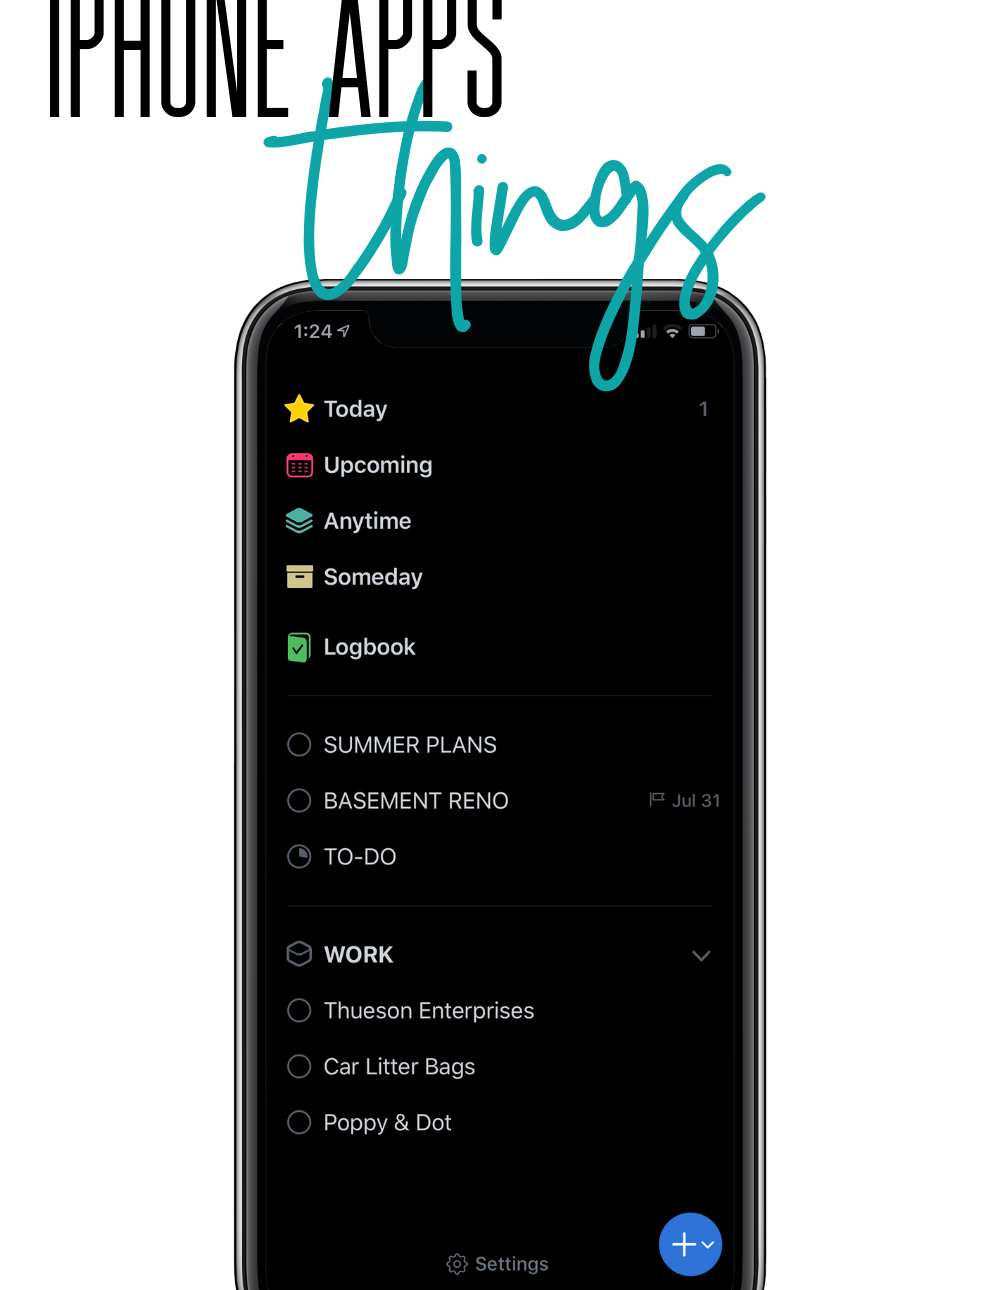 IPHONE APPS
things
1:24
Today 1
Upcoming
Anytime
Someday
Logbook
SUMMER PLANS
BASEMENT RENO Jul 31
TO-DO
WORK
Thueson Enterprises
Car Litter Bags
Poppy & Dot
Settings